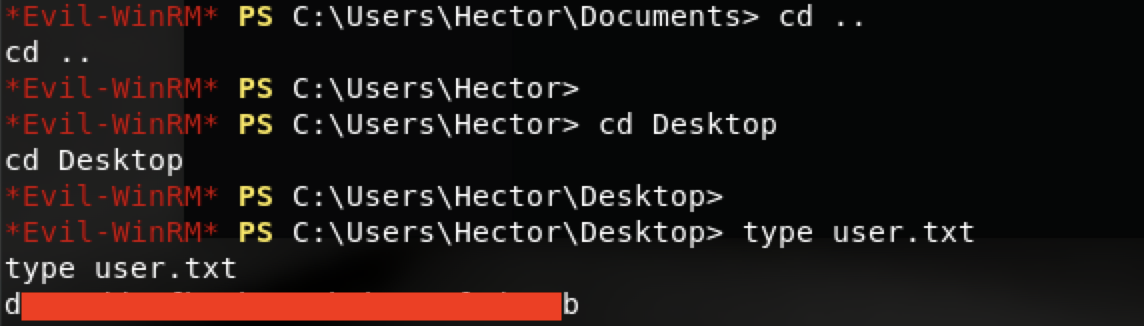 *Evil-WinRM* PS C:\Users\Hector\Documents> cd ..
cd ..
*Evil-WinRM* PS C:\Users\Hector>
*Evil-WinRM* PS C:\Users\Hector> cd Desktop
cd Desktop
*Evil-WinRM* PS C:\Users\Hector\Desktop>
*Evil-WinRM* PS C:\Users\Hector\Desktop> type user.txt
type user.txt
d b